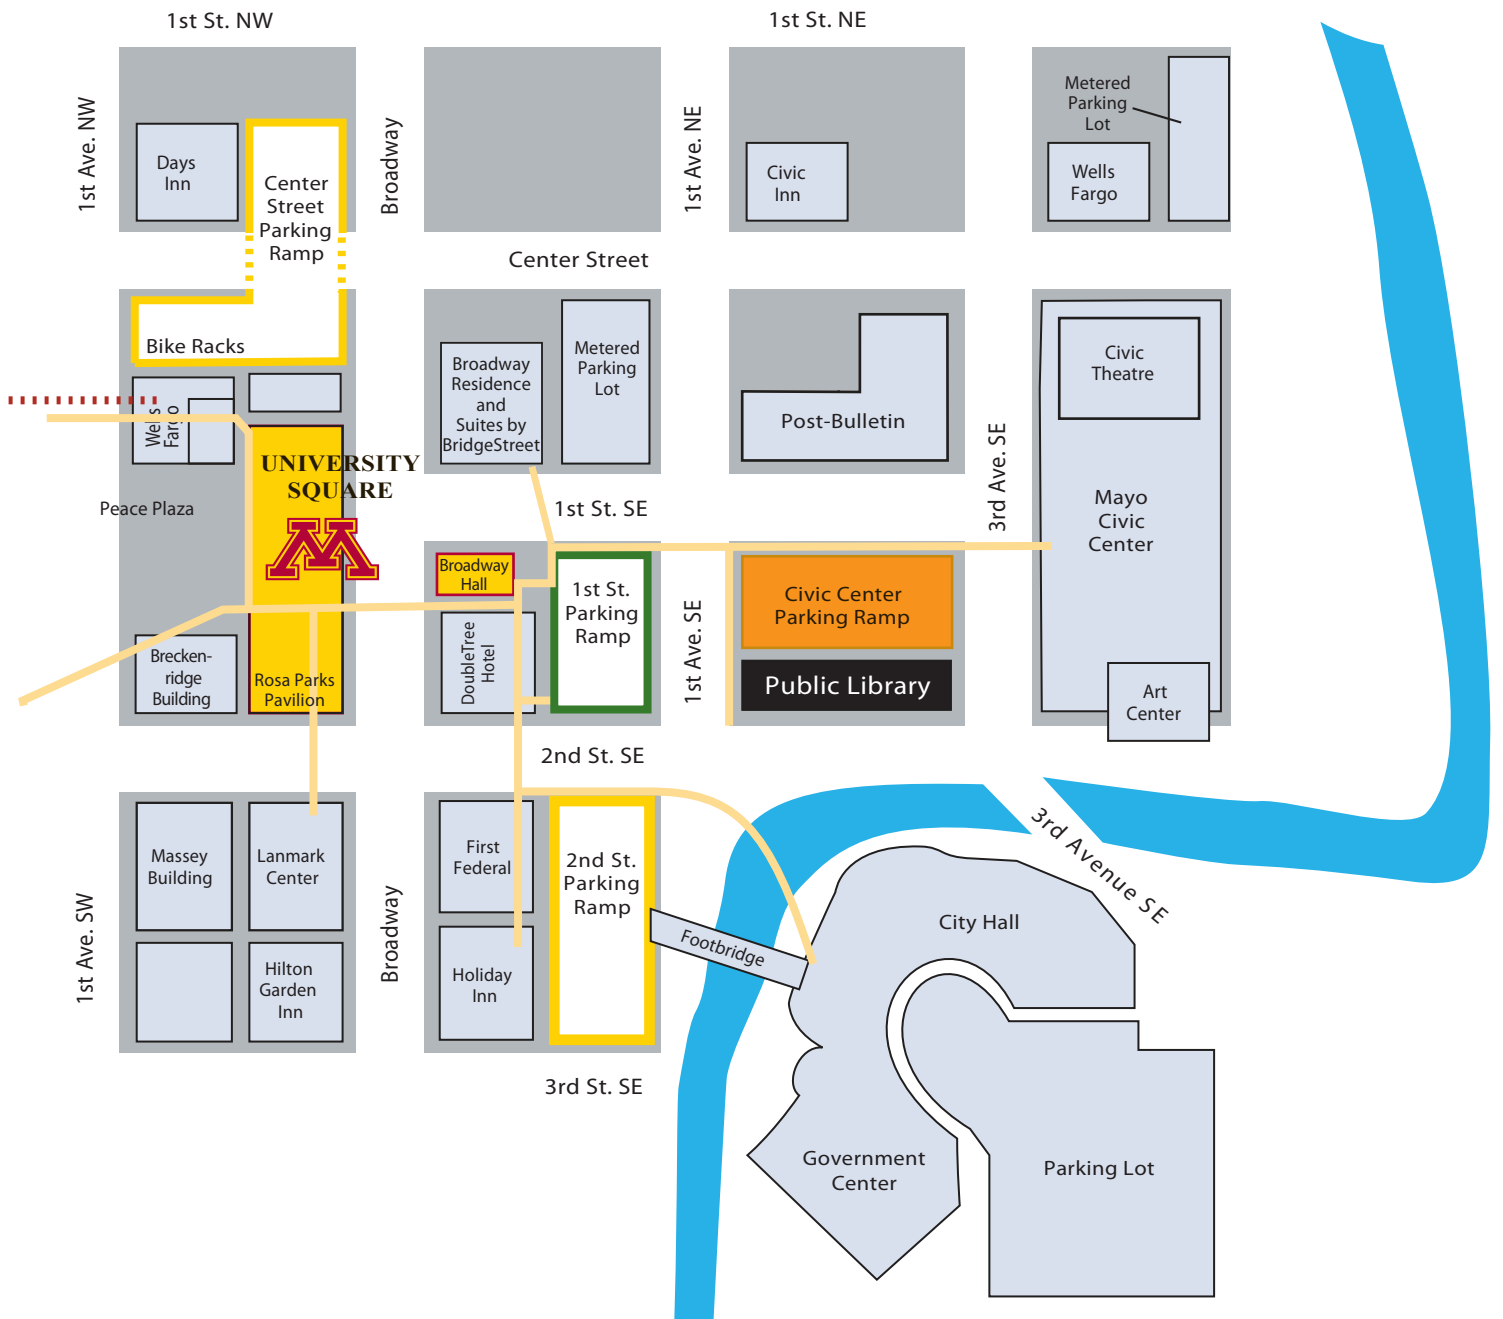 1st St. NW
1st St. NE
1st Ave. NW
Broadway
1st Ave. NE
Metered
Parking
Lot
Days
Inn
Center
Street
Parking
Ramp
Civic
Inn
Wells
Fargo
Center Street
Bike Racks
Broadway
Residence
and
Suites by
BridgeStreet
Metered
Parking
Lot
Post-Bulletin
Civic
Theatre
Wells
Fargo
UNIVERSITY
SQUARE
M
Peace Plaza
1st St. SE
3rd Ave. SE
Mayo
Civic
Center
Broadway
Hall
1st St.
Parking
Ramp
Civic Center
Parking Ramp
1st Ave. SE
DoubleTree
Hotel
Brecken-
ridge
Building
Rosa Parks
Pavilion
Public Library
Art
Center
2nd St. SE
3rd Avenue SE
Massey
Building
Lanmark
Center
First
Federal
2nd St.
Parking
Ramp
1st Ave. SW
Broadway
Footbridge
City Hall
Hilton
Garden
Inn
Holiday
Inn
3rd St. SE
Government
Center
Parking Lot